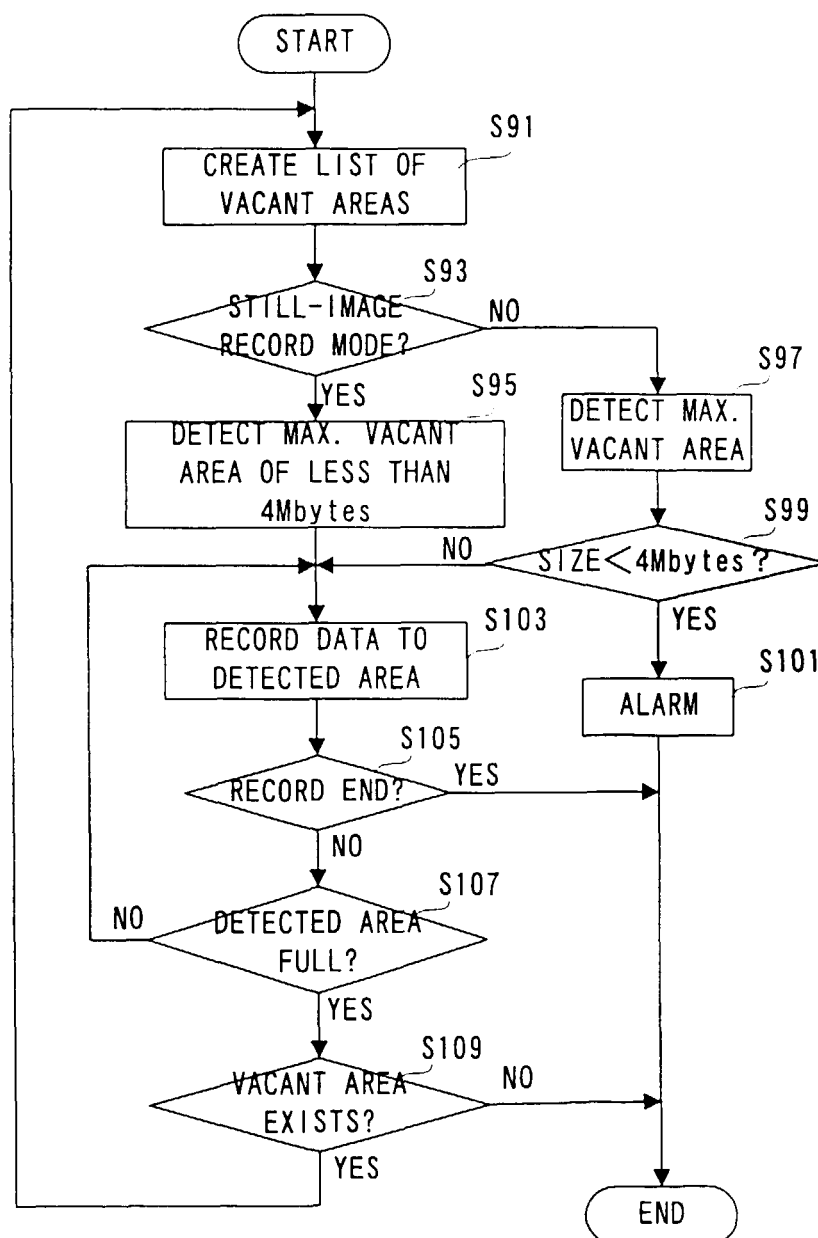 START
S91
CREATE LIST OF
VACANT AREAS
S93
STILL-IMAGE
RECORD MODE?
NO
YES
S95
DETECT MAX. VACANT
AREA OF LESS THAN
4Mbytes
S97
DETECT MAX.
VACANT AREA
S99
SIZE<4Mbytes?
NO
YES
S101
ALARM
S103
RECORD DATA TO
DETECTED AREA
S105
RECORD END?
YES
NO
S107
DETECTED AREA
FULL?
NO
YES
S109
VACANT AREA
EXISTS?
NO
YES
END